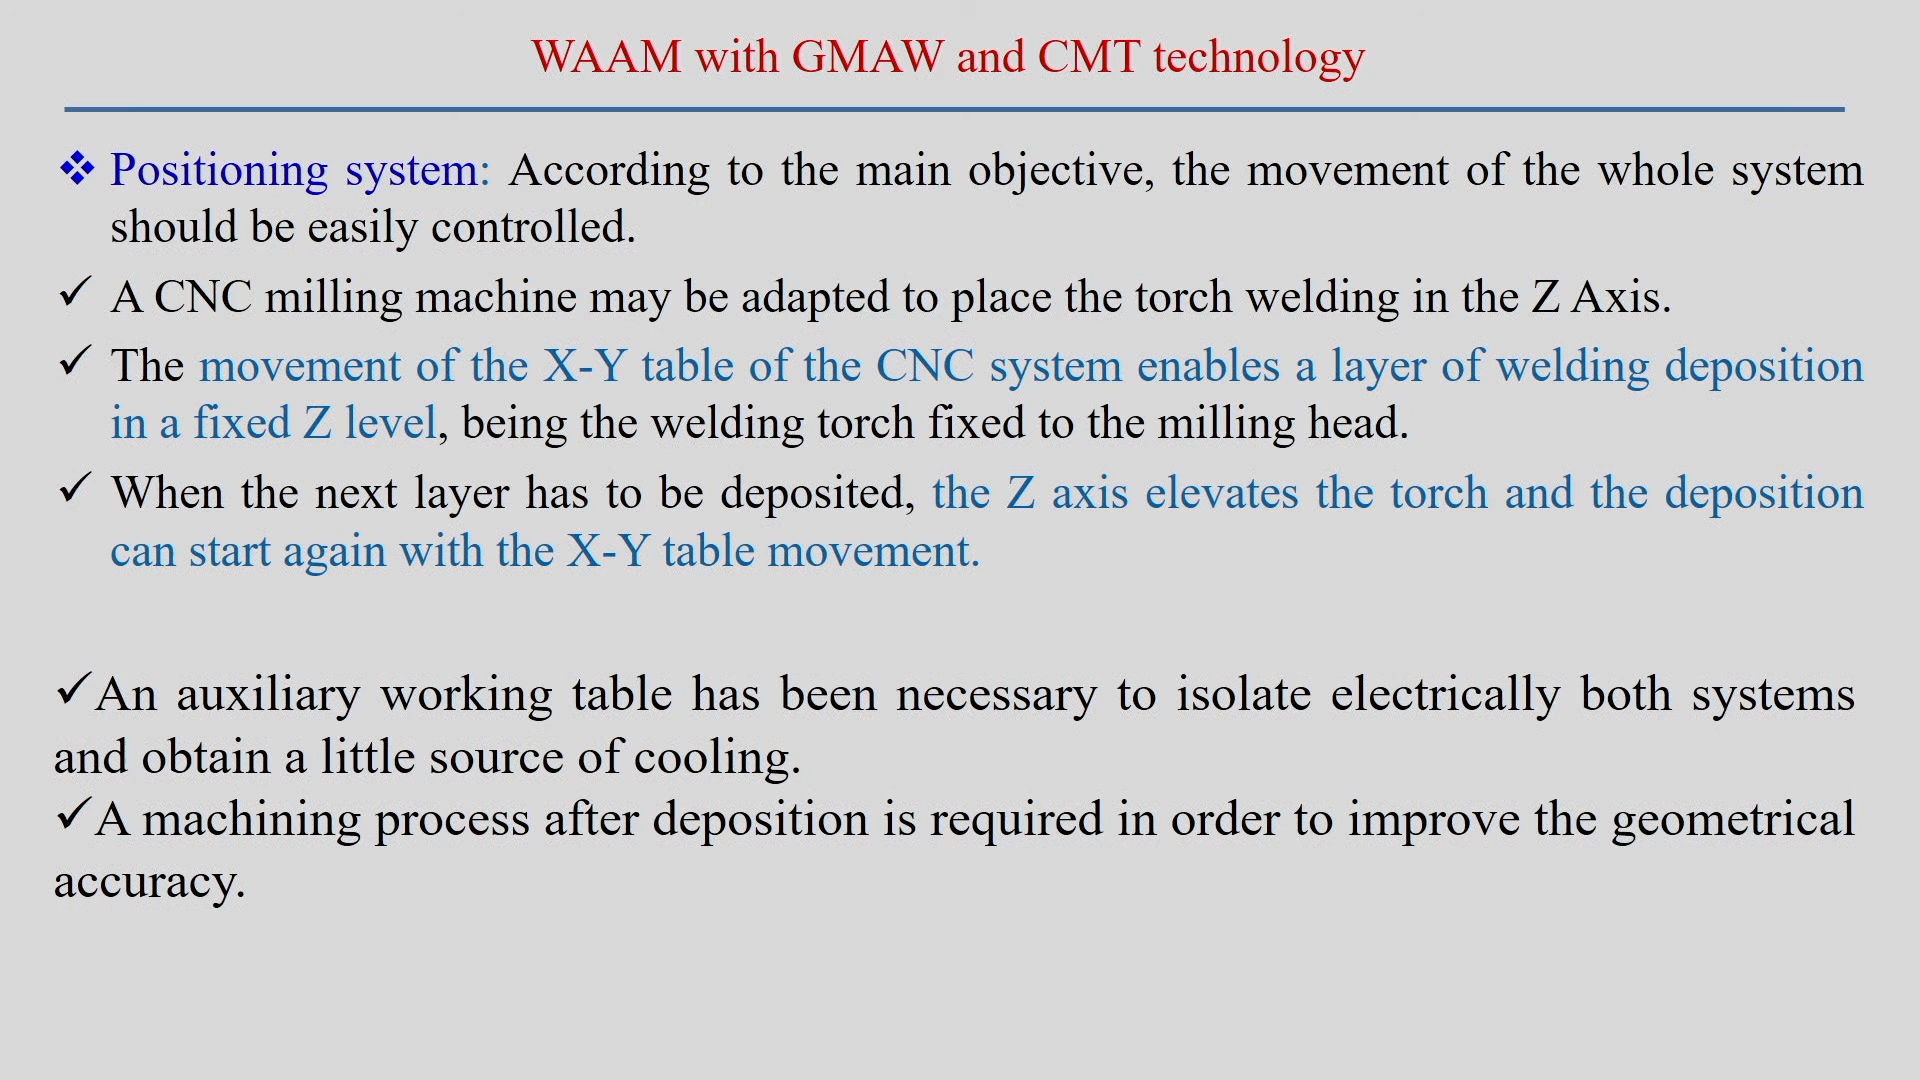 WAAM with GMAW and CMT technology
❖ Positioning system: According to the main objective, the movement of the whole system
should be easily controlled.
✓ A CNC milling machine may be adapted to place the torch welding in the Z Axis.
✓ The movement of the X-Y table of the CNC system enables a layer of welding deposition
in a fixed Z level, being the welding torch fixed to the milling head.
✓ When the next layer has to be deposited, the Z axis elevates the torch and the deposition
can start again with the X-Y table movement.
✓An auxiliary working table has been necessary to isolate electrically both systems
and obtain a little source of cooling.
✓A machining process after deposition is required in order to improve the geometrical
accuracy.